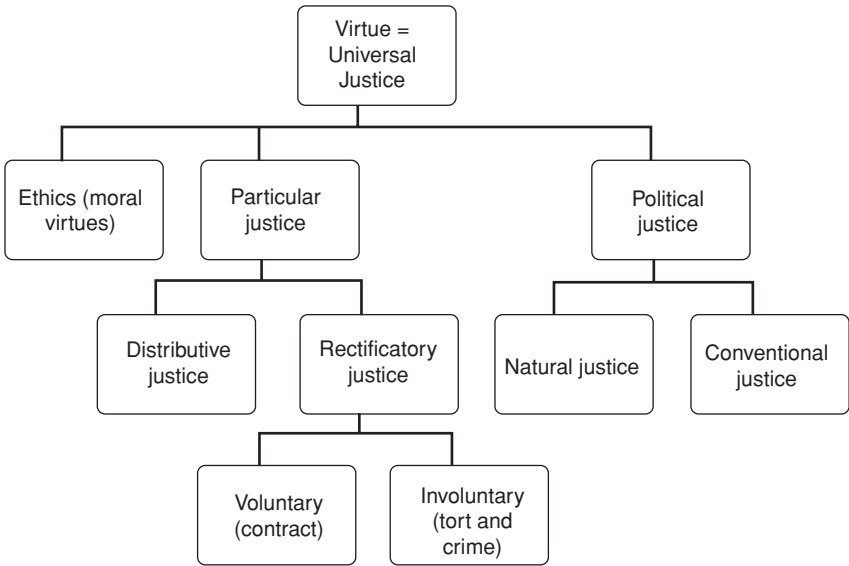 Virtue =
Universal
Justice
Ethics (moral
virtues)
Particular
justice
Political
justice
Distributive
justice
Rectificatory
justice
Natural justice
Conventional
justice
Voluntary
(contract)
Involuntary
(tort and
crime)